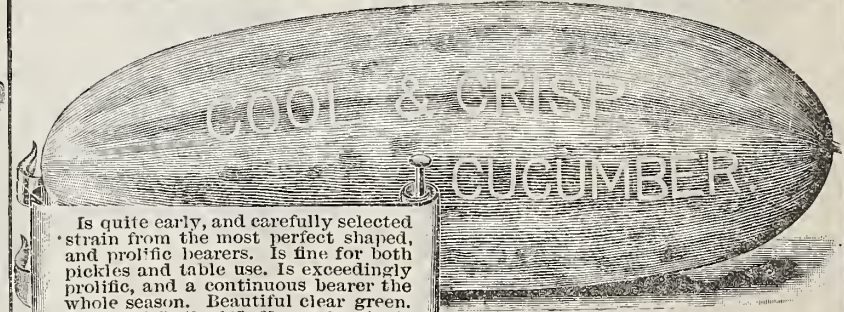 COOL & CRISP
CUCUMBER.
Is quite early, and carefully selected
strain from the most perfect shaped,
and prolific bearers. Is fine for both
pickles and table use. Is exceedingly
prolific, and a continuous bearer the
whole season. Beautiful clear green.